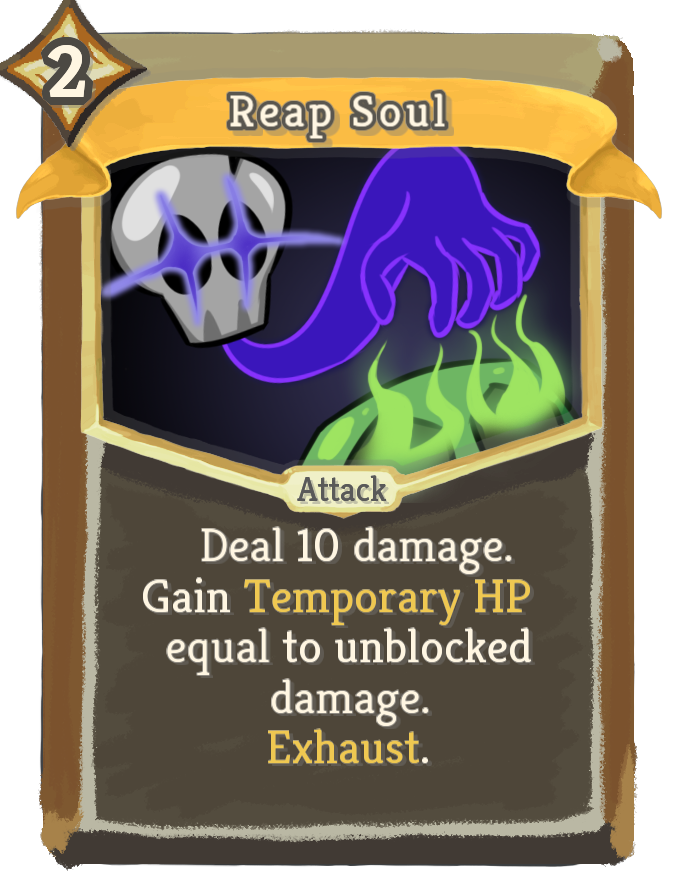 2
Reap Soul
Attack
Deal 10 damage.
Gain Temporary HP
equal to unblocked
damage.
Exhaust.